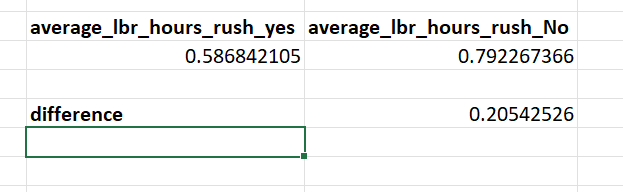 average_lbr_hours_rush_yes average_lbr_hours_rush_No
0.586842105 0.792267366
difference 0.20542526